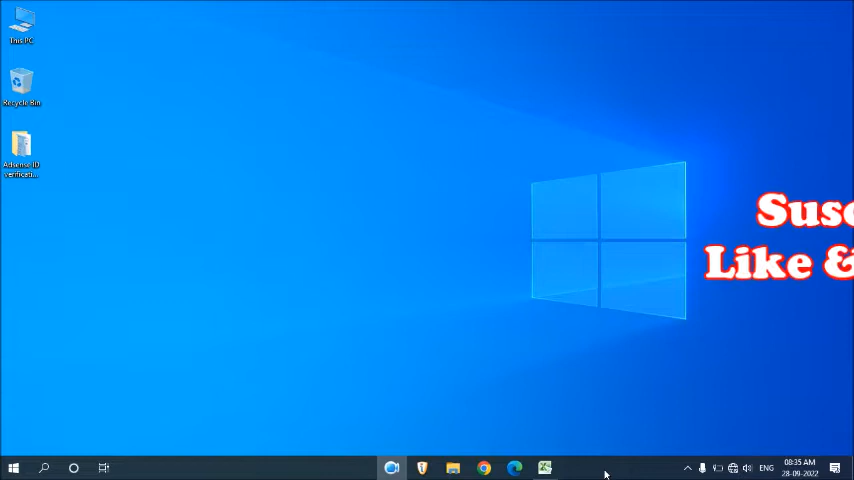 This PC
Recycle Bin
Adsense ID
verificati...
Susc
Like &
ENG
08:35 AM
28-09-2022